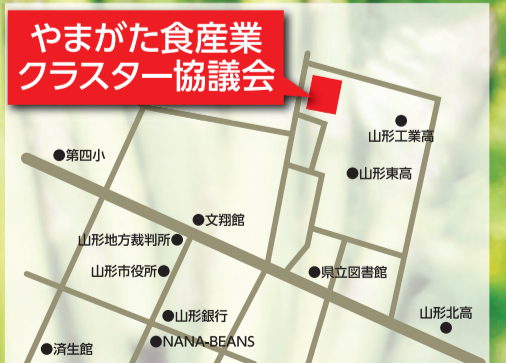 やまがた食産業
クラスター協議会
山形工業高
●第四小
●山形東高
●文翔館
山形地方裁判所●
山形市役所●
●県立図書館
●山形銀行
山形北高
●NANA-BEANS
●済生館